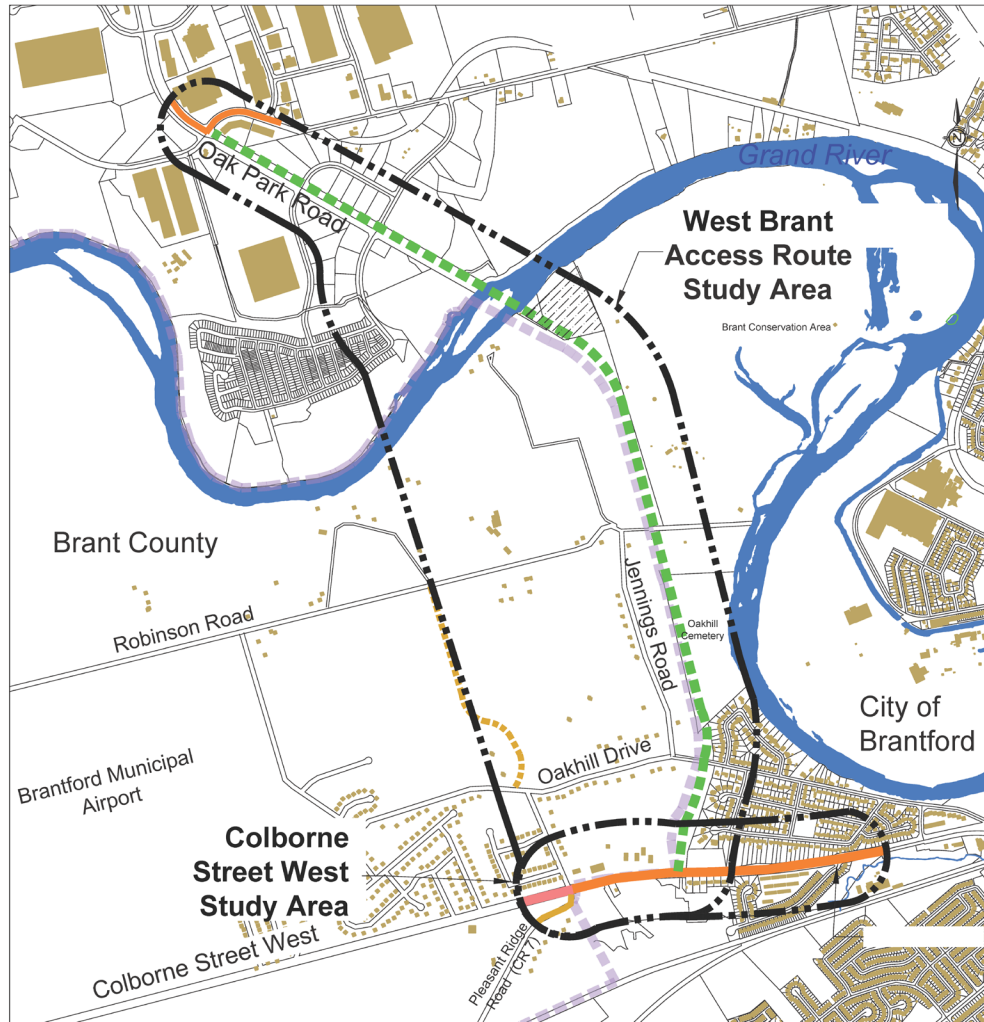 Grand River
N
Oak Park Road
West Brant
Access Route
Study Area
Brant Conservation Area
Brant County
Robinson Road
Jennings Road
Oakhill
Cemetery
City of
Brantford
Brantford Municipal
Airport
Oakhill Drive
Colborne
Street West
Study Area
Colborne Street West
Pleasant Ridge
Road (CR 7)